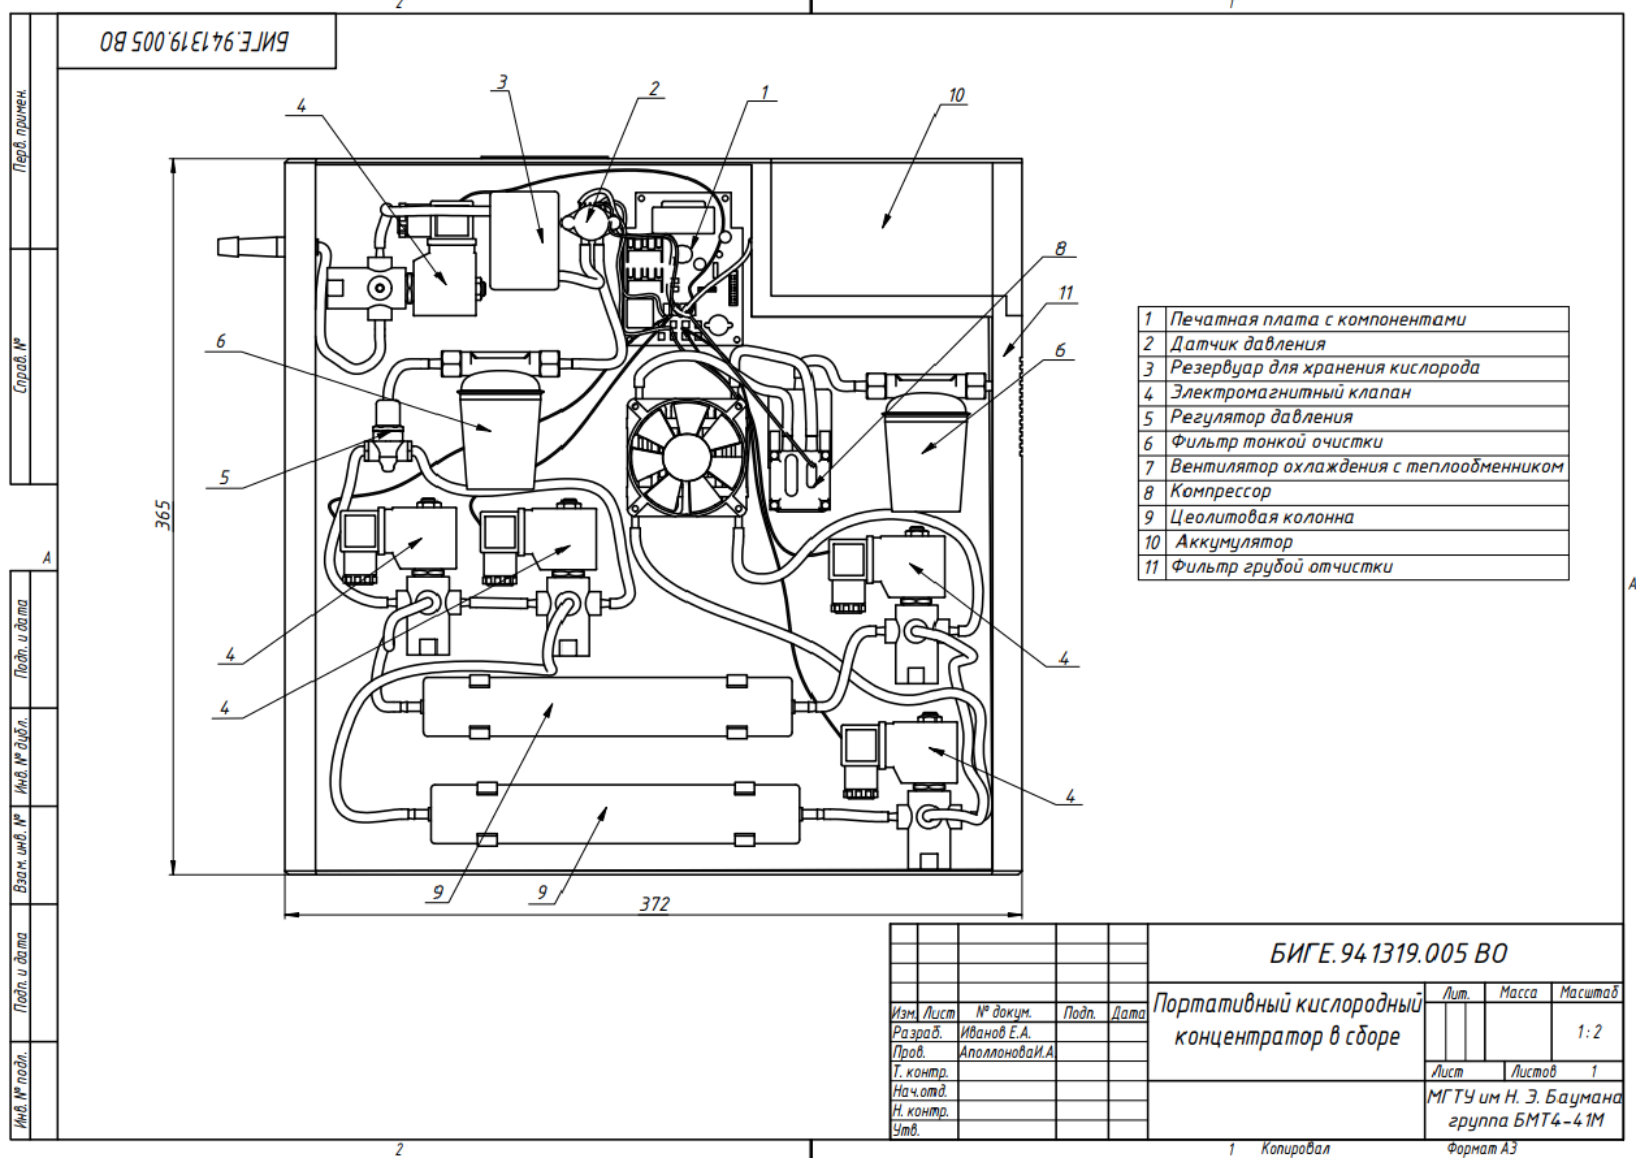 2
1
БИГЕ.941319.005 ВО
Перв. примен.
Справ. №
А
Подп. и дата
Инв. № дубл.
Взам. инв. №
Подп. и дата
Инв. № подл.
4
3
2
1
10
8
11
6
6
5
4
4
4
4
9
9
365
372
1 Печатная плата с компонентами
2 Датчик давления
3 Резервуар для хранения кислорода
4 Электромагнитный клапан
5 Регулятор давления
6 Фильтр тонкой очистки
7 Вентилятор охлаждения с теплообменником
8 Компрессор
9 Цеолитовая колонна
10 Аккумулятор
11 Фильтр грубой отчистки
А
БИГЕ.941319.005 ВО
Портативный кислородный
концентратор в сборе
Лит. Масса Масштаб
1:2
Лист Листов 1
МГТУ им Н. Э. Баумана
группа БМТ4-41М
Изм. Лист № докум. Подп. Дата
Разраб. Иванов Е.А.
Пров. АполлоноваИ.А.
Т. контр.
Нач.отд.
Н. контр.
Утв.
2
1 Копировал Формат А3